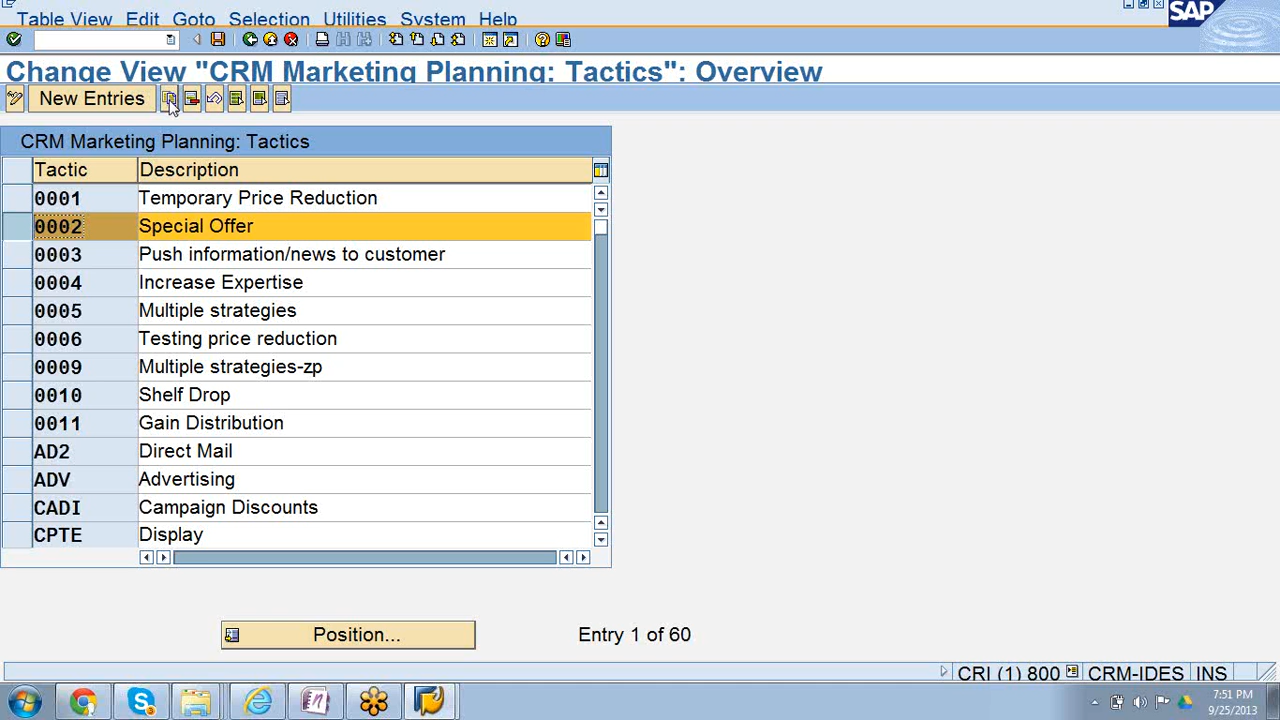 Table View Edit Goto Selection Utilities System Help
SAP
Change View "CRM Marketing Planning: Tactics": Overview
New Entries
CRM Marketing Planning: Tactics
Tactic Description
0001 Temporary Price Reduction
0002 Special Offer
0003 Push information/news to customer
0004 Increase Expertise
0005 Multiple strategies
0006 Testing price reduction
0009 Multiple strategies-zp
0010 Shelf Drop
0011 Gain Distribution
AD2 Direct Mail
ADV Advertising
CADI Campaign Discounts
CPTE Display
Position... Entry 1 of 60
CRI (1) 800 CRM-IDES INS
7:51 PM
9/25/2013